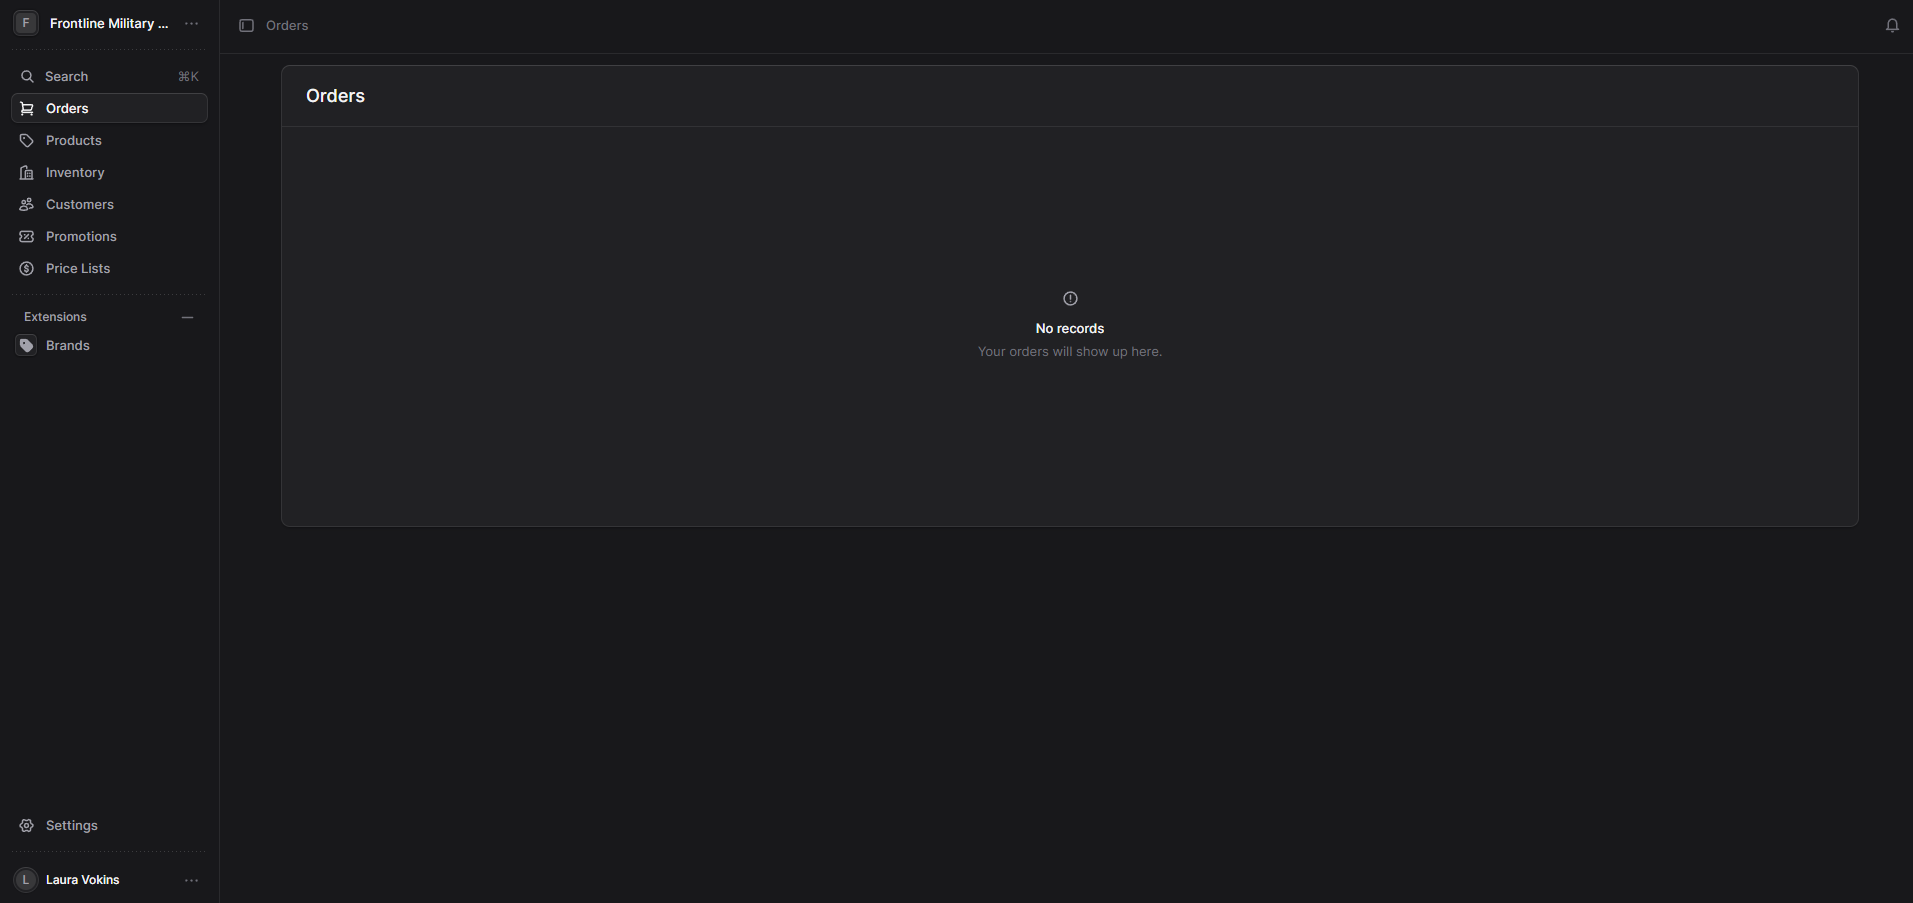 F Frontline Military ...
Search ⌘K
Orders
Products
Inventory
Customers
Promotions
Price Lists
Extensions
Brands
Settings
L Laura Vokins
Orders
Orders
No records
Your orders will show up here.